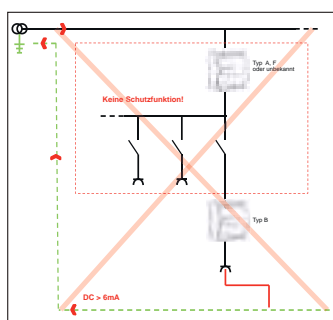 Typ A, F
oder unbekannt
Keine Schutzfunktion!
Typ B
DC > 6mA